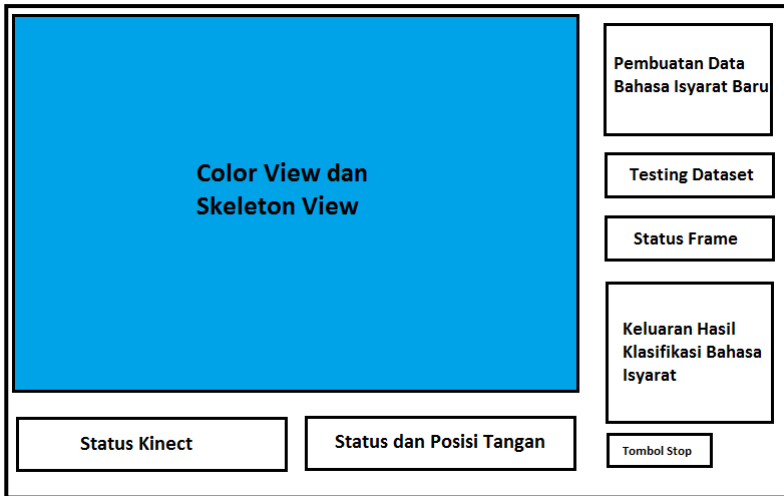 Color View dan
Skeleton View
Pembuatan Data
Bahasa Isyarat Baru
Testing Dataset
Status Frame
Keluaran Hasil
Klasifikasi Bahasa
Isyarat
Status Kinect
Status dan Posisi Tangan
Tombol Stop